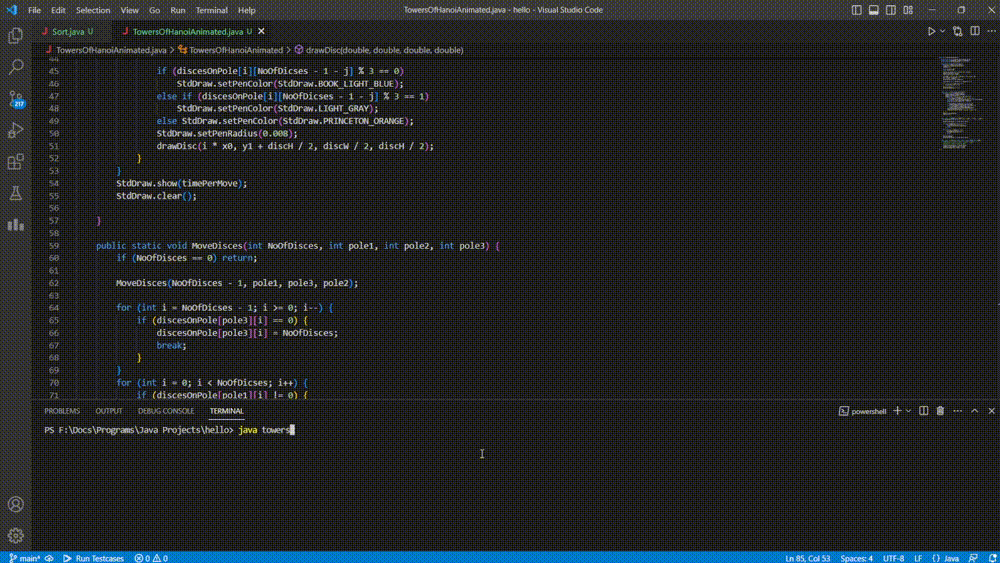 File Edit Selection View Go Run Terminal Help TowersOfHanoiAnimated.java - hello - Visual Studio Code
J Sort.java U J TowersOfHanoiAnimated.java U
J TowersOfHanoiAnimated.java > TowersOfHanoiAnimated > drawDisc(double, double, double, double)
44
45 if (discesOnPole[i][NoOfDicses - 1 - j] % 3 == 0)
46 StdDraw.setPenColor(StdDraw.BOOK_LIGHT_BLUE);
47 else if (discesOnPole[i][NoOfDicses - 1 - j] % 3 == 1)
48 StdDraw.setPenColor(StdDraw.LIGHT_GRAY);
49 else StdDraw.setPenColor(StdDraw.PRINCETON_ORANGE);
50 StdDraw.setPenRadius(0.008);
51 drawDisc(i * x0, y1 + discH / 2, discW / 2, discH / 2);
52 }
53 }
54 StdDraw.show(timePerMove);
55 StdDraw.clear();
56
57 }
58
59 public static void MoveDisces(int NoOfDisces, int pole1, int pole2, int pole3) {
60 if (NoOfDisces == 0) return;
61
62 MoveDisces(NoOfDisces - 1, pole1, pole3, pole2);
63
64 for (int i = NoOfDicses - 1; i >= 0; i--) {
65 if (discesOnPole[pole3][i] == 0) {
66 discesOnPole[pole3][i] = NoOfDisces;
67 break;
68 }
69 }
70 for (int i = 0; i < NoOfDicses; i++) {
71 if (discesOnPole[pole1][i] != 0) {
217
PROBLEMS OUTPUT DEBUG CONSOLE TERMINAL powershell
PS F:\Docs\Programs\Java Projects\hello> java towers
main* Run Testcases 0 0 Ln 85, Col 53 Spaces: 4 UTF-8 LF {} Java